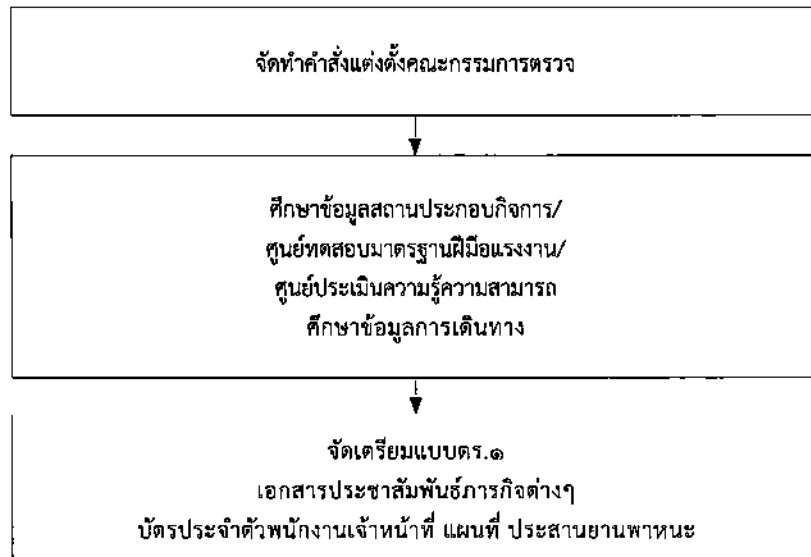 จัดทำคำสั่งแต่งตั้งคณะกรรมการตรวจ
ศึกษาข้อมูลสถานประกอบกิจการ/
ศูนย์ทดสอบมาตรฐานฝีมือแรงงาน/
ศูนย์ประเมินความรู้ความสามารถ
ศึกษาข้อมูลการเดินทาง
จัดเตรียมแบบตร.๑
เอกสารประชาสัมพันธ์ภารกิจต่างๆ
บัตรประจำตัวพนักงานเจ้าหน้าที่ แผนที่ ประสานยานพาหนะ